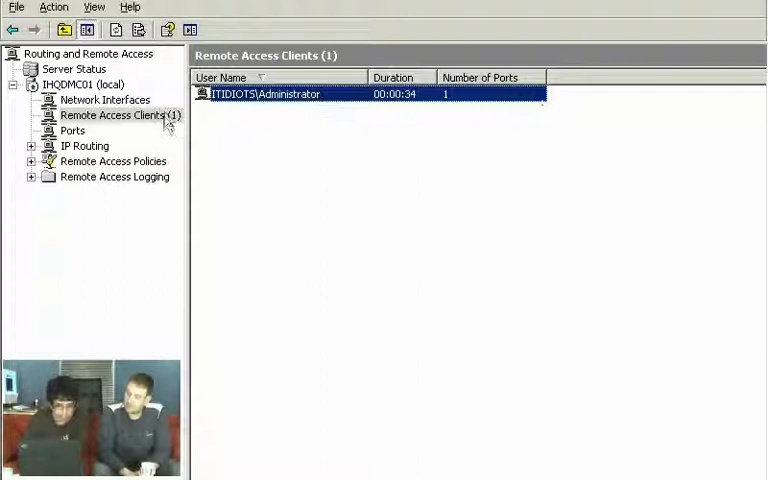 File Action View Help
Routing and Remote Access
Server Status
IHQDMC01 (local)
Network Interfaces
Remote Access Clients (1)
Ports
IP Routing
Remote Access Policies
Remote Access Logging
Remote Access Clients (1)
User Name Duration Number of Ports
ITIDIOTS\Administrator 00:00:34 1